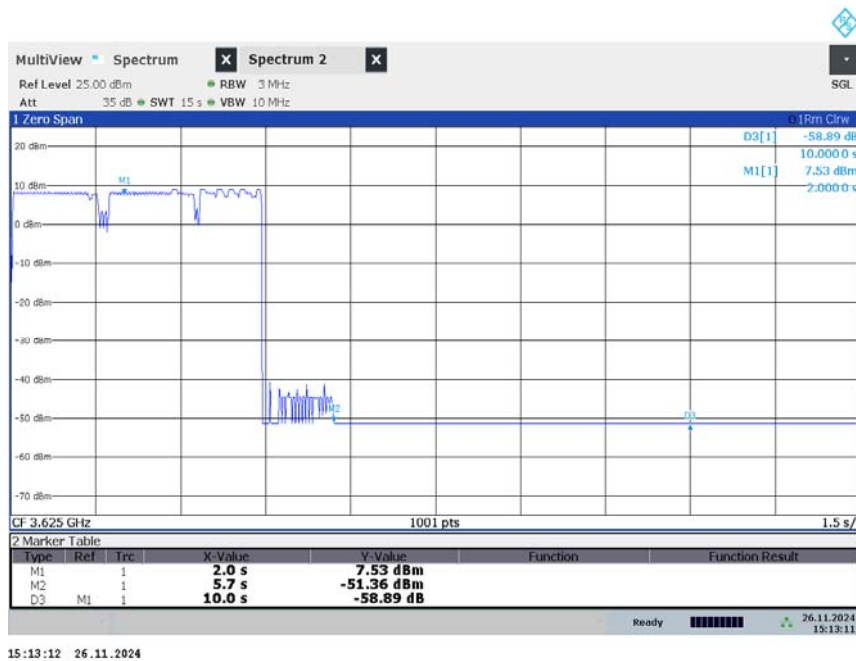 MultiView Spectrum X Spectrum 2 X
Ref Level 25.00 dBm RBW 3 MHz SGL
Att 35 dB SWT 15 s VBW 10 MHz
1 Zero Span 1Rm Clrw
D3[1] -58.89 dB
20 dBm
10.0000 s
M1[1] 7.53 dBm
10 dBm M1 2.0000 s
0 dBm
-10 dBm
-20 dBm
-30 dBm
-40 dBm
M2 D3
-50 dBm
-60 dBm
-70 dBm
CF 3.625 GHz 1001 pts 1.5 s/
2 Marker Table
Type Ref Trc X-Value Y-Value Function Function Result
M1 1 2.0 s 7.53 dBm
M2 1 5.7 s -51.36 dBm
D3 M1 1 10.0 s -58.89 dB
Ready 26.11.2024
15:13:11
15:13:12 26.11.2024